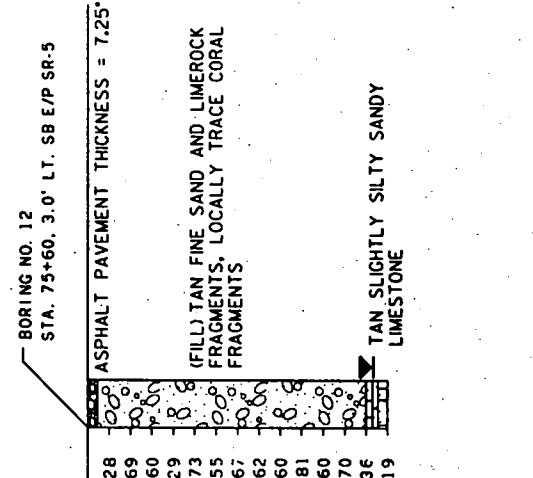 BORING NO. 12
STA. 75+60, 3.0' LT. SB E/P SR-5
ASPHALT PAVEMENT THICKNESS = 7.25"
(FILL) TAN FINE SAND AND LIMEROCK
FRAGMENTS, LOCALLY TRACE CORAL
FRAGMENTS
TAN SLIGHTLY SILTY SANDY
LIMESTONE
28
69
60
29
73
55
67
62
60
81
60
70
36
19